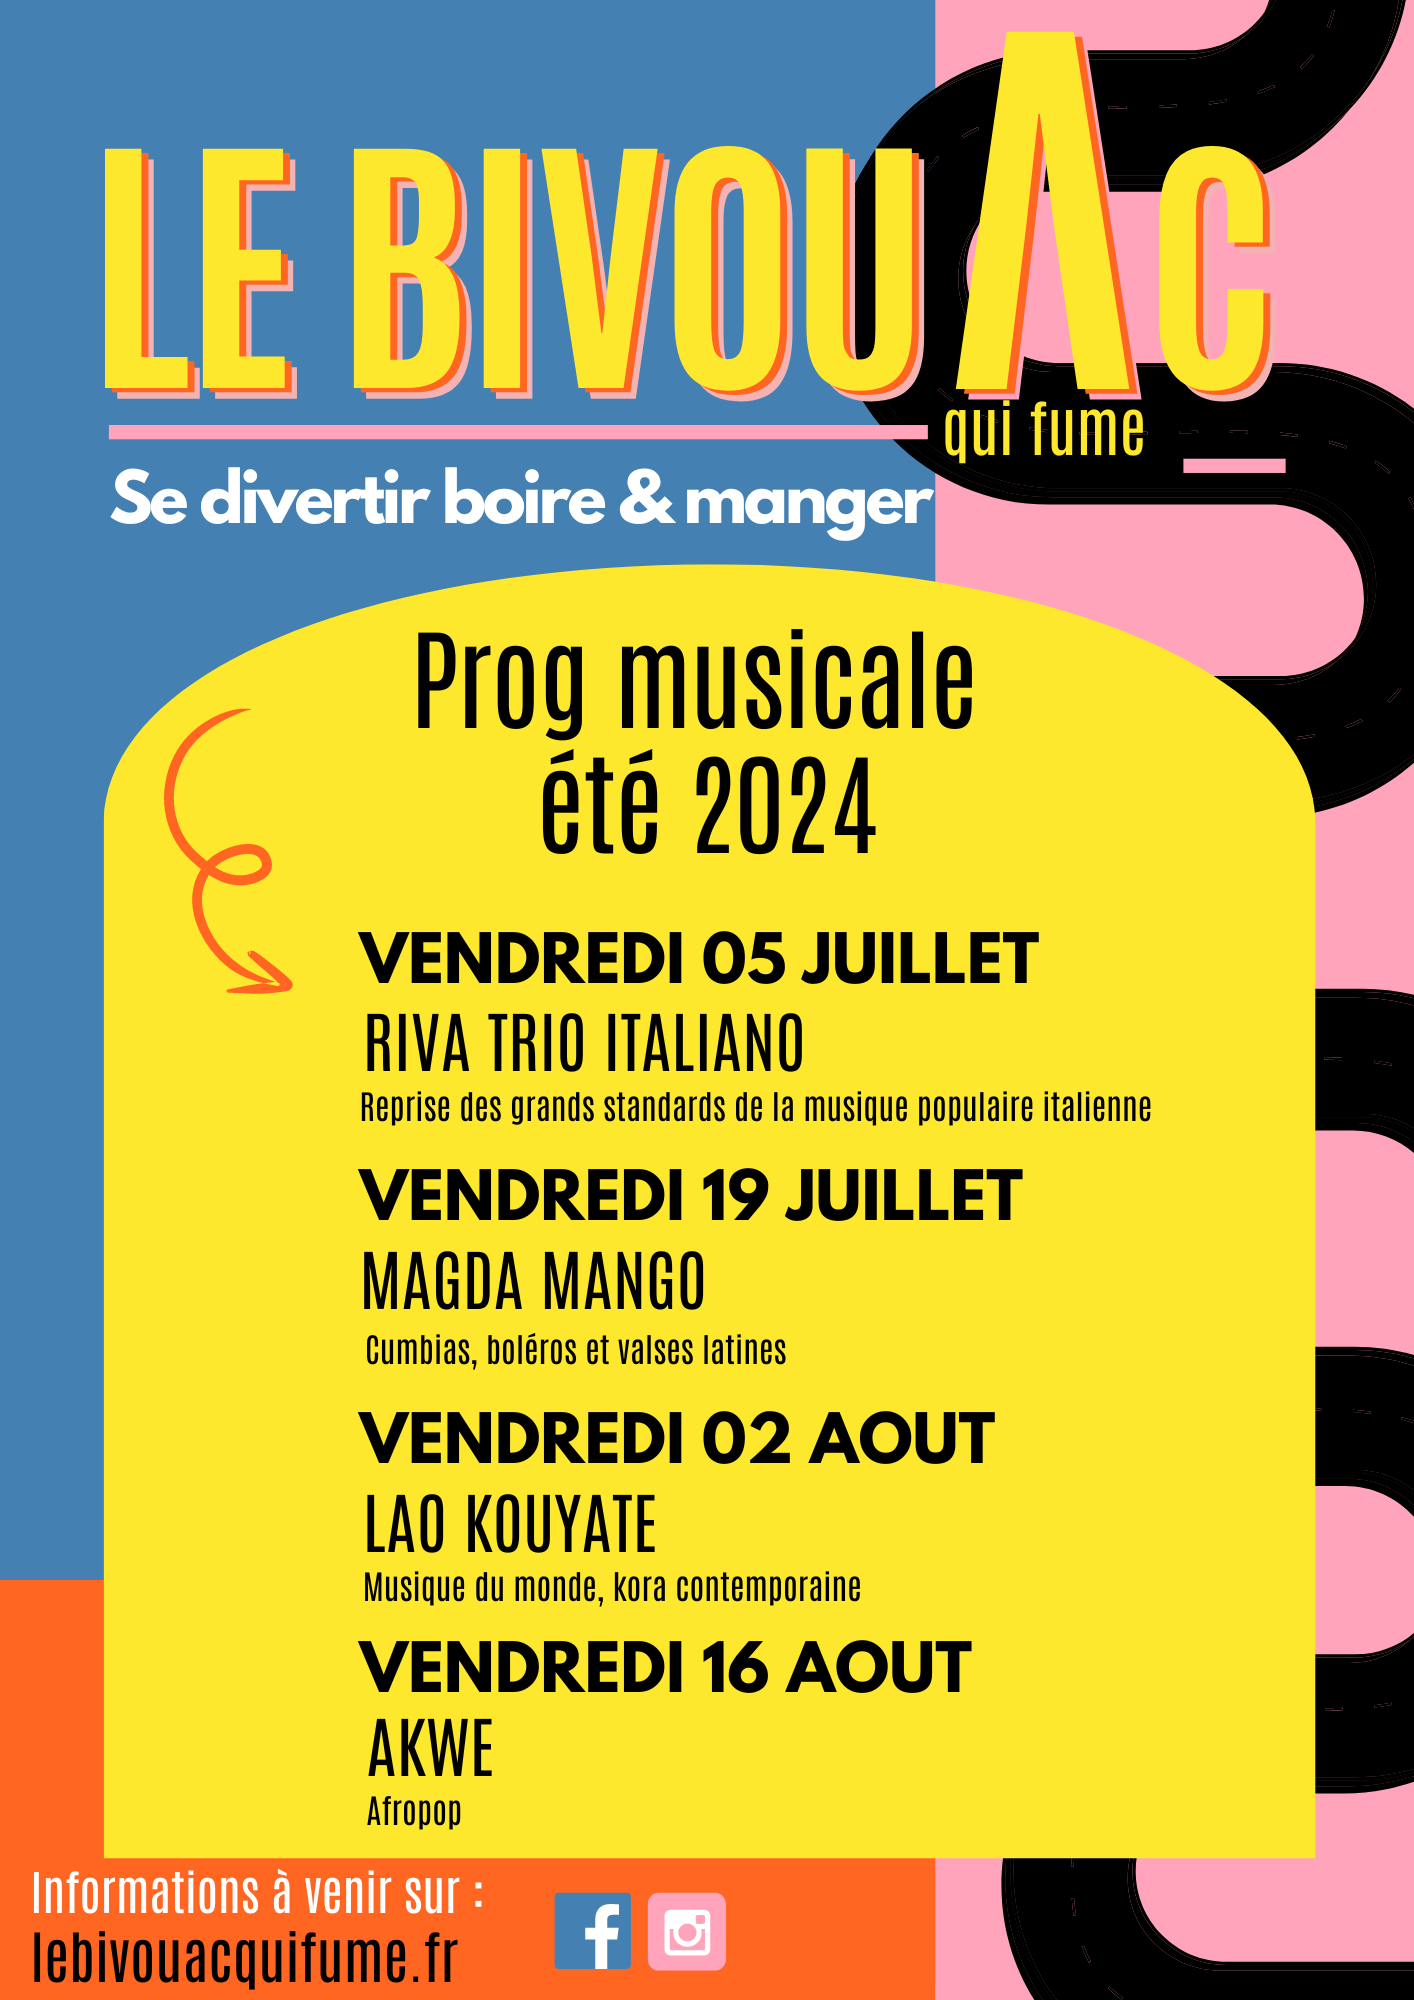 LE BIVOUAC
qui fume
Se divertir boire & manger
Prog musicale
été 2024
VENDREDI 05 JUILLET
RIVA TRIO ITALIANO
Reprise des grands standards de la musique populaire italienne
VENDREDI 19 JUILLET
MAGDA MANGO
Cumbias, boléros et valses latines
VENDREDI 02 AOUT
LAO KOUYATE
Musique du monde, kora contemporaine
VENDREDI 16 AOUT
AKWE
Afropop
Informations à venir sur :
lebivouacquifume.fr